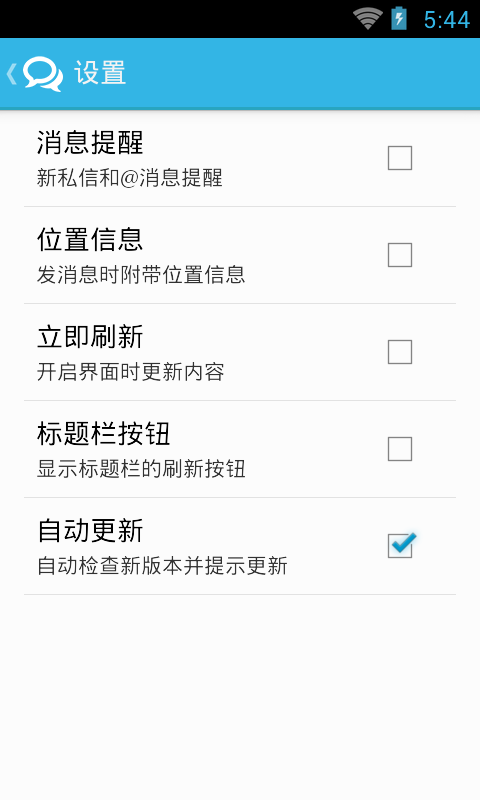 5:44
设置
消息提醒
新私信和@消息提醒
位置信息
发消息时附带位置信息
立即刷新
开启界面时更新内容
标题栏按钮
显示标题栏的刷新按钮
自动更新
自动检查新版本并提示更新